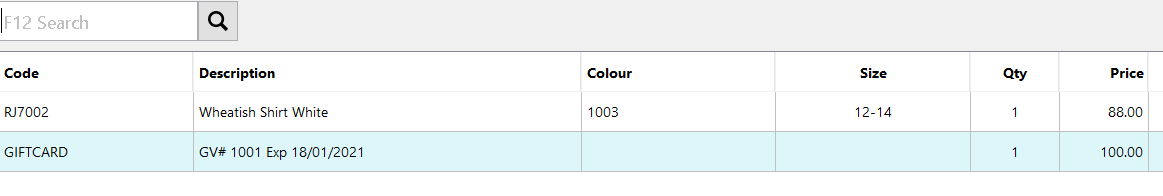 F12 Search
Code Description Colour Size Qty Price
RJ7002 Wheatish Shirt White 1003 12-14 1 88.00
GIFTCARD GV# 1001 Exp 18/01/2021 1 100.00